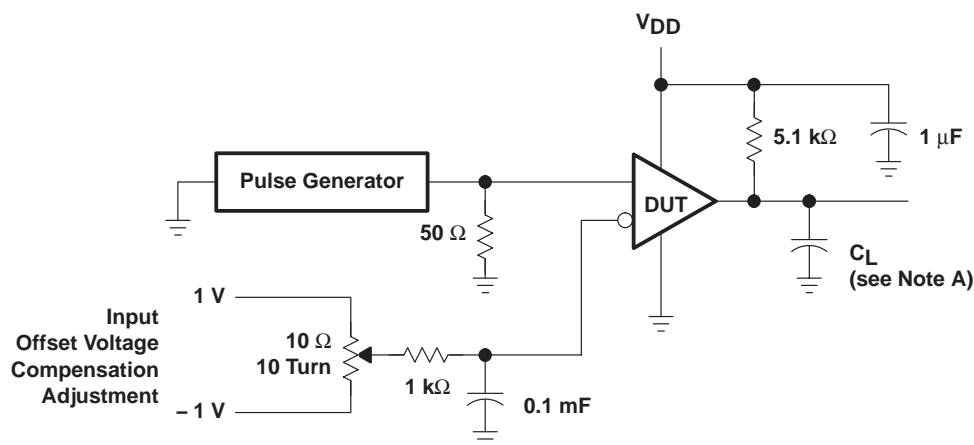 VDD
5.1 kΩ
1 μF
Pulse Generator
DUT
50 Ω
CL
(see Note A)
1 V
Input
Offset Voltage
Compensation
Adjustment
10 Ω
10 Turn
1 kΩ
0.1 mF
– 1 V